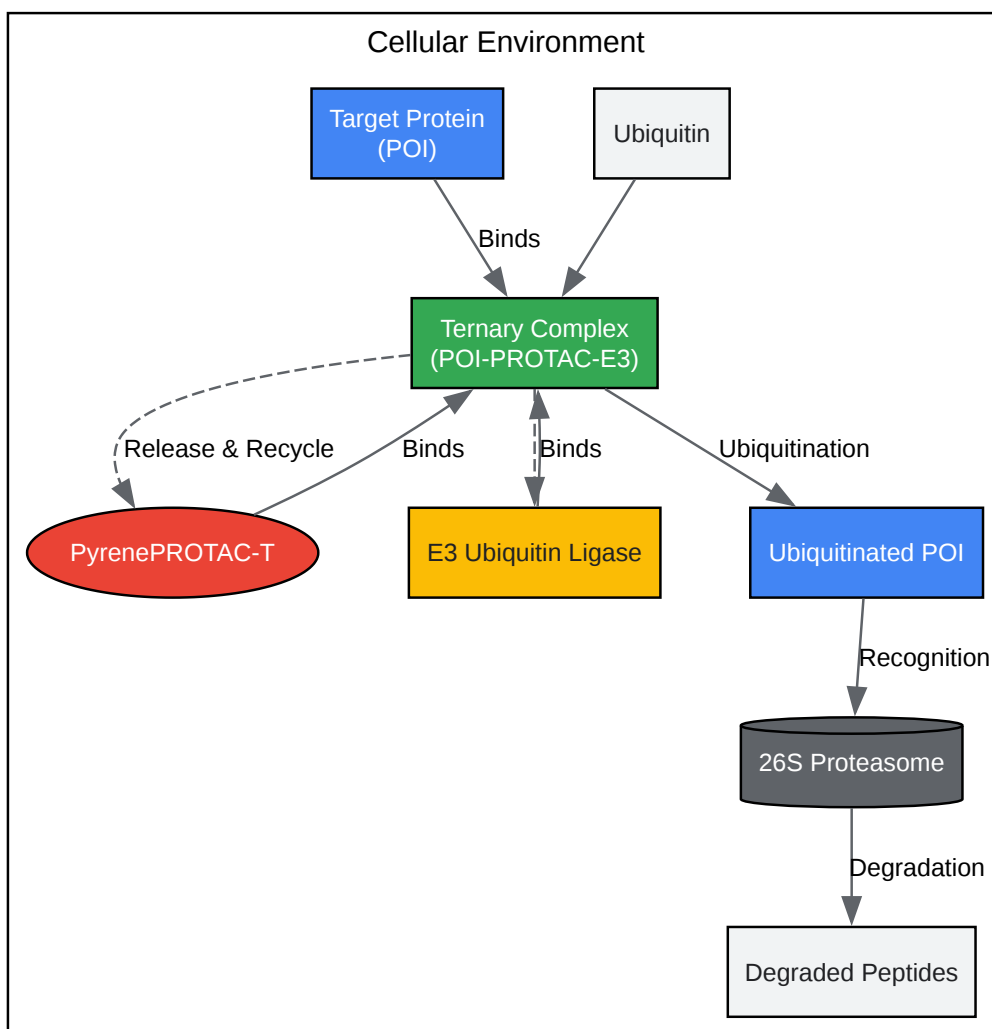 Cellular Environment
Target Protein
(POI)
Ubiquitin
Binds
Ternary Complex
(POI-PROTAC-E3)
Release & Recycle
Binds
Binds
Ubiquitination
PyrenePROTAC-T
E3 Ubiquitin Ligase
Ubiquitinated POI
Recognition
26S Proteasome
Degradation
Degraded Peptides